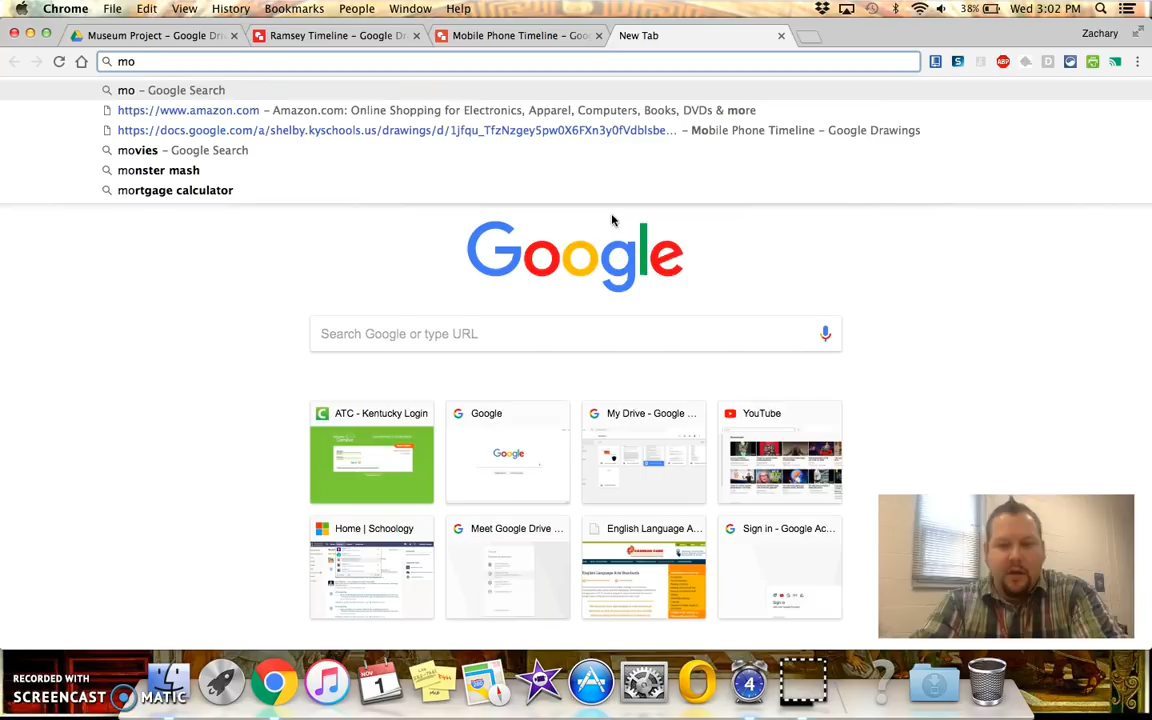 Chrome File Edit View History Bookmarks People Window Help 38% Wed 3:02 PM
Museum Project – Google Dri Ramsey Timeline – Google D Mobile Phone Timeline – Goo New Tab Zachary
mo
mo – Google Search
https://www.amazon.com – Amazon.com: Online Shopping for Electronics, Apparel, Computers, Books, DVDs & more
https://docs.google.com/a/shelby.kyschools.us/drawings/d/1jfqu_TfzNzgey5pw0X6FXn3y0fVdblsbe... – Mobile Phone Timeline – Google Drawings
movies – Google Search
monster mash
mortgage calculator
Google
Search Google or type URL
ATC - Kentucky Login Google My Drive - Google ... YouTube
Google
Home | Schoology Meet Google Drive ... English Language A... Sign in - Google Ac...
NOV
1
4
RECORDED WITH
SCREENCAST MATIC